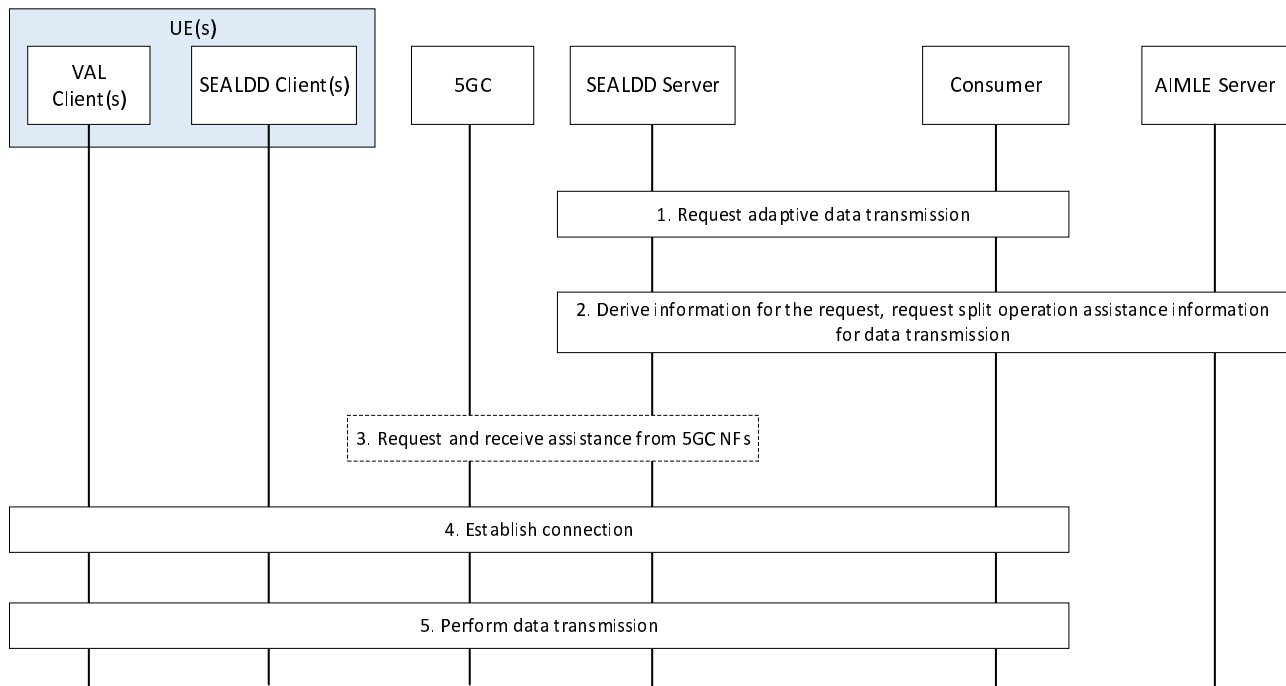 UE(s)
VAL
Client(s)
SEALDD Client(s)
5GC
SEALDD Server
Consumer
AIMLE Server
1. Request adaptive data transmission
2. Derive information for the request, request split operation assistance information
for data transmission
3. Request and receive assistance from 5GC NFs
4. Establish connection
5. Perform data transmission